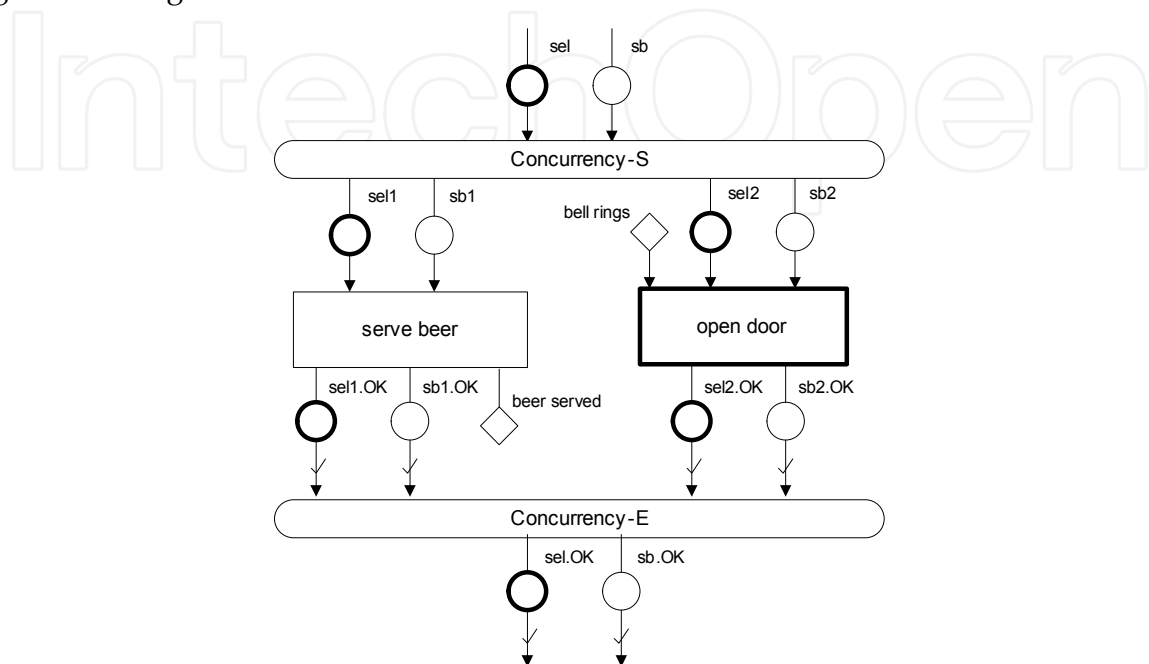 IntechOpen
sel sb
Concurrency-S
sel1 sb1 sel2 sb2
bell rings
serve beer open door
sel1.OK sb1.OK sel2.OK sb2.OK
beer served
Concurrency-E
sel.OK sb.OK